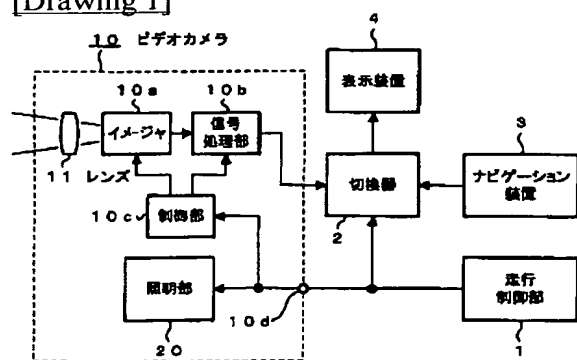 [Drawing 1]
10 ビデオカメラ
4
表示装置
10a
10b
イメージャ
信号
処理部
3
ナビゲーション
装置
切換器
2
11 レンズ
10c
制御部
照明部
20
10d
走行
制御部
1